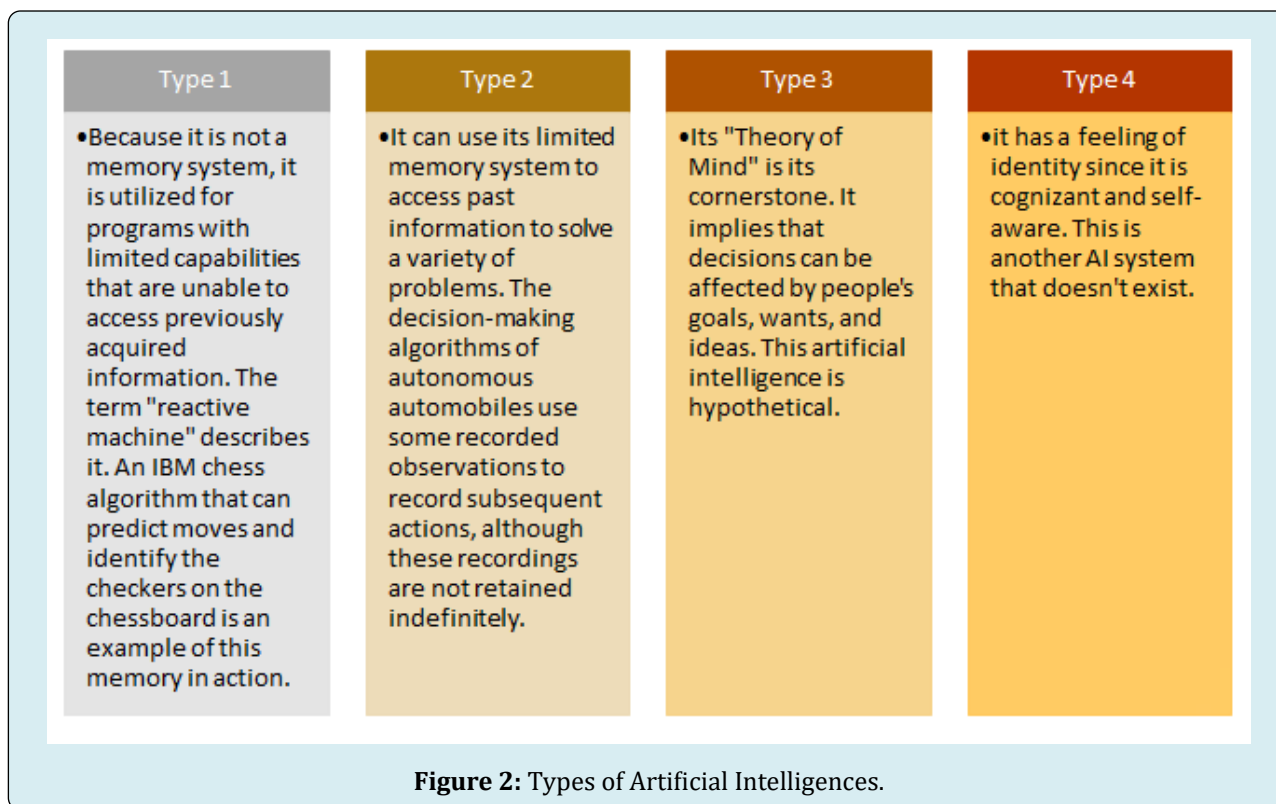 Type 1
•Because it is not a
memory system, it
is utilized for
programs with
limited capabilities
that are unable to
access previously
acquired
information. The
term "reactive
machine" describes
it. An IBM chess
algorithm that can
predict moves and
identify the
checkers on the
chessboard is an
example of this
memory in action.
Type 2
•It can use its limited
memory system to
access past
information to solve
a variety of
problems. The
decision-making
algorithms of
autonomous
automobiles use
some recorded
observations to
record subsequent
actions, although
these recordings
are not retained
indefinitely.
Type 3
•Its "Theory of
Mind" is its
cornerstone. It
implies that
decisions can be
affected by people's
goals, wants, and
ideas. This artificial
intelligence is
hypothetical.
Type 4
•it has a feeling of
identity since it is
cognizant and self-
aware. This is
another AI system
that doesn't exist.
Figure 2: Types of Artificial Intelligences.